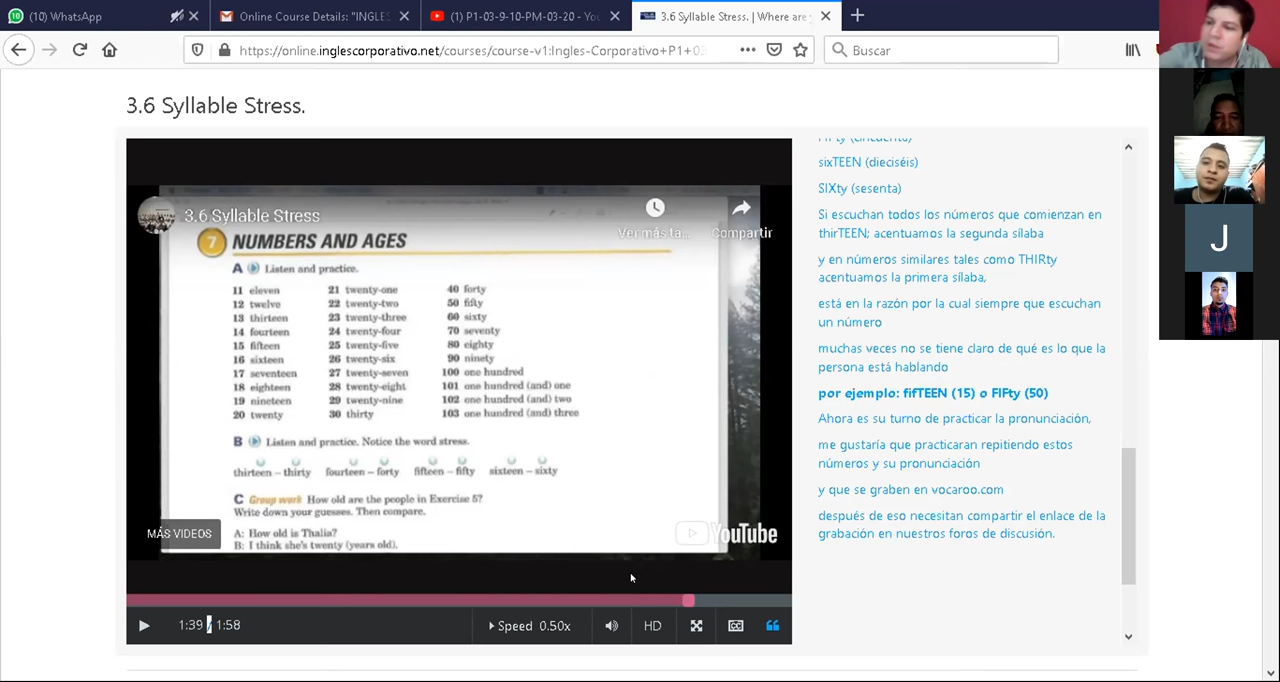 (10) WhatsApp
Online Course Details: "INGLES
(1) P1-03-9-10-PM-03-20 - You
3.6 Syllable Stress. | Where are y
https://online.inglescorporativo.net/courses/course-v1:Ingles-Corporativo+P1+03
Buscar
3.6 Syllable Stress.
3.6 Syllable Stress
Ver más ta...
Compartir
7 NUMBERS AND AGES
A Listen and practice.
11 eleven 21 twenty-one 40 forty
12 twelve 22 twenty-two 50 fifty
13 thirteen 23 twenty-three 60 sixty
14 fourteen 24 twenty-four 70 seventy
15 fifteen 25 twenty-five 80 eighty
16 sixteen 26 twenty-six 90 ninety
17 seventeen 27 twenty-seven 100 one hundred
18 eighteen 28 twenty-eight 101 one hundred (and) one
19 nineteen 29 twenty-nine 102 one hundred (and) two
20 twenty 30 thirty 103 one hundred (and) three
B Listen and practice. Notice the word stress.
thirteen – thirty fourteen – forty fifteen – fifty sixteen – sixty
C Group work How old are the people in Exercise 5?
Write down your guesses. Then compare.
A: How old is Thalia?
B: I think she's twenty (years old).
MÁS VIDEOS
YouTube
1:39 / 1:58
Speed 0.50x
HD
FIFty (cincuenta)
sixTEEN (dieciséis)
SIXty (sesenta)
Si escuchan todos los números que comienzan en
thirTEEN; acentuamos la segunda sílaba
y en números similares tales como THIRty
acentuamos la primera sílaba,
está en la razón por la cual siempre que escuchan
un número
muchas veces no se tiene claro de qué es lo que la
persona está hablando
por ejemplo: fifTEEN (15) o FIFty (50)
Ahora es su turno de practicar la pronunciación,
me gustaría que practicaran repitiendo estos
números y su pronunciación
y que se graben en vocaroo.com
después de eso necesitan compartir el enlace de la
grabación en nuestros foros de discusión.
J